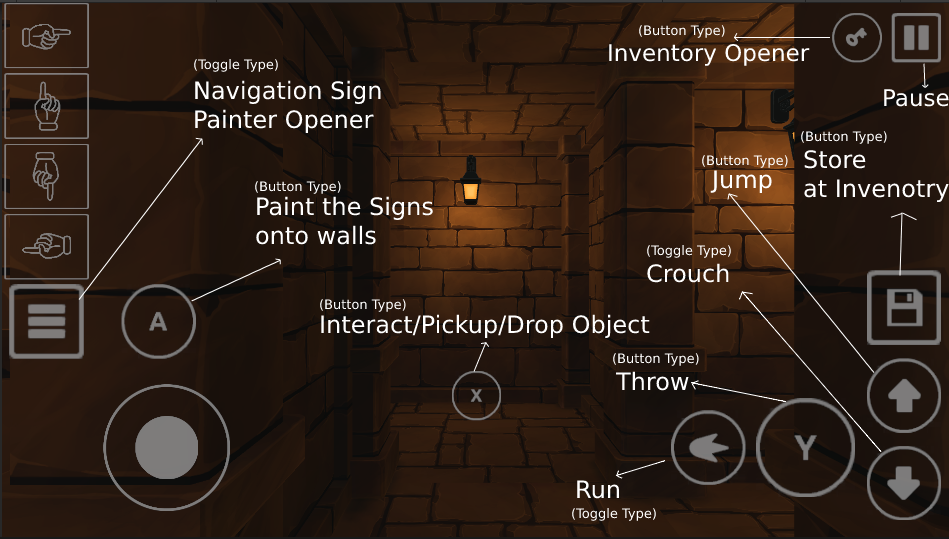 (Button Type)
Inventory Opener
(Toggle Type)
Navigation Sign
Painter Opener
Pause
(Button Type)
Store
at Invenotry
(Button Type)
Jump
(Button Type)
Paint the Signs
onto walls
(Toggle Type)
Crouch
(Button Type)
Interact/Pickup/Drop Object
A
(Button Type)
Throw
X
Y
Run
(Toggle Type)